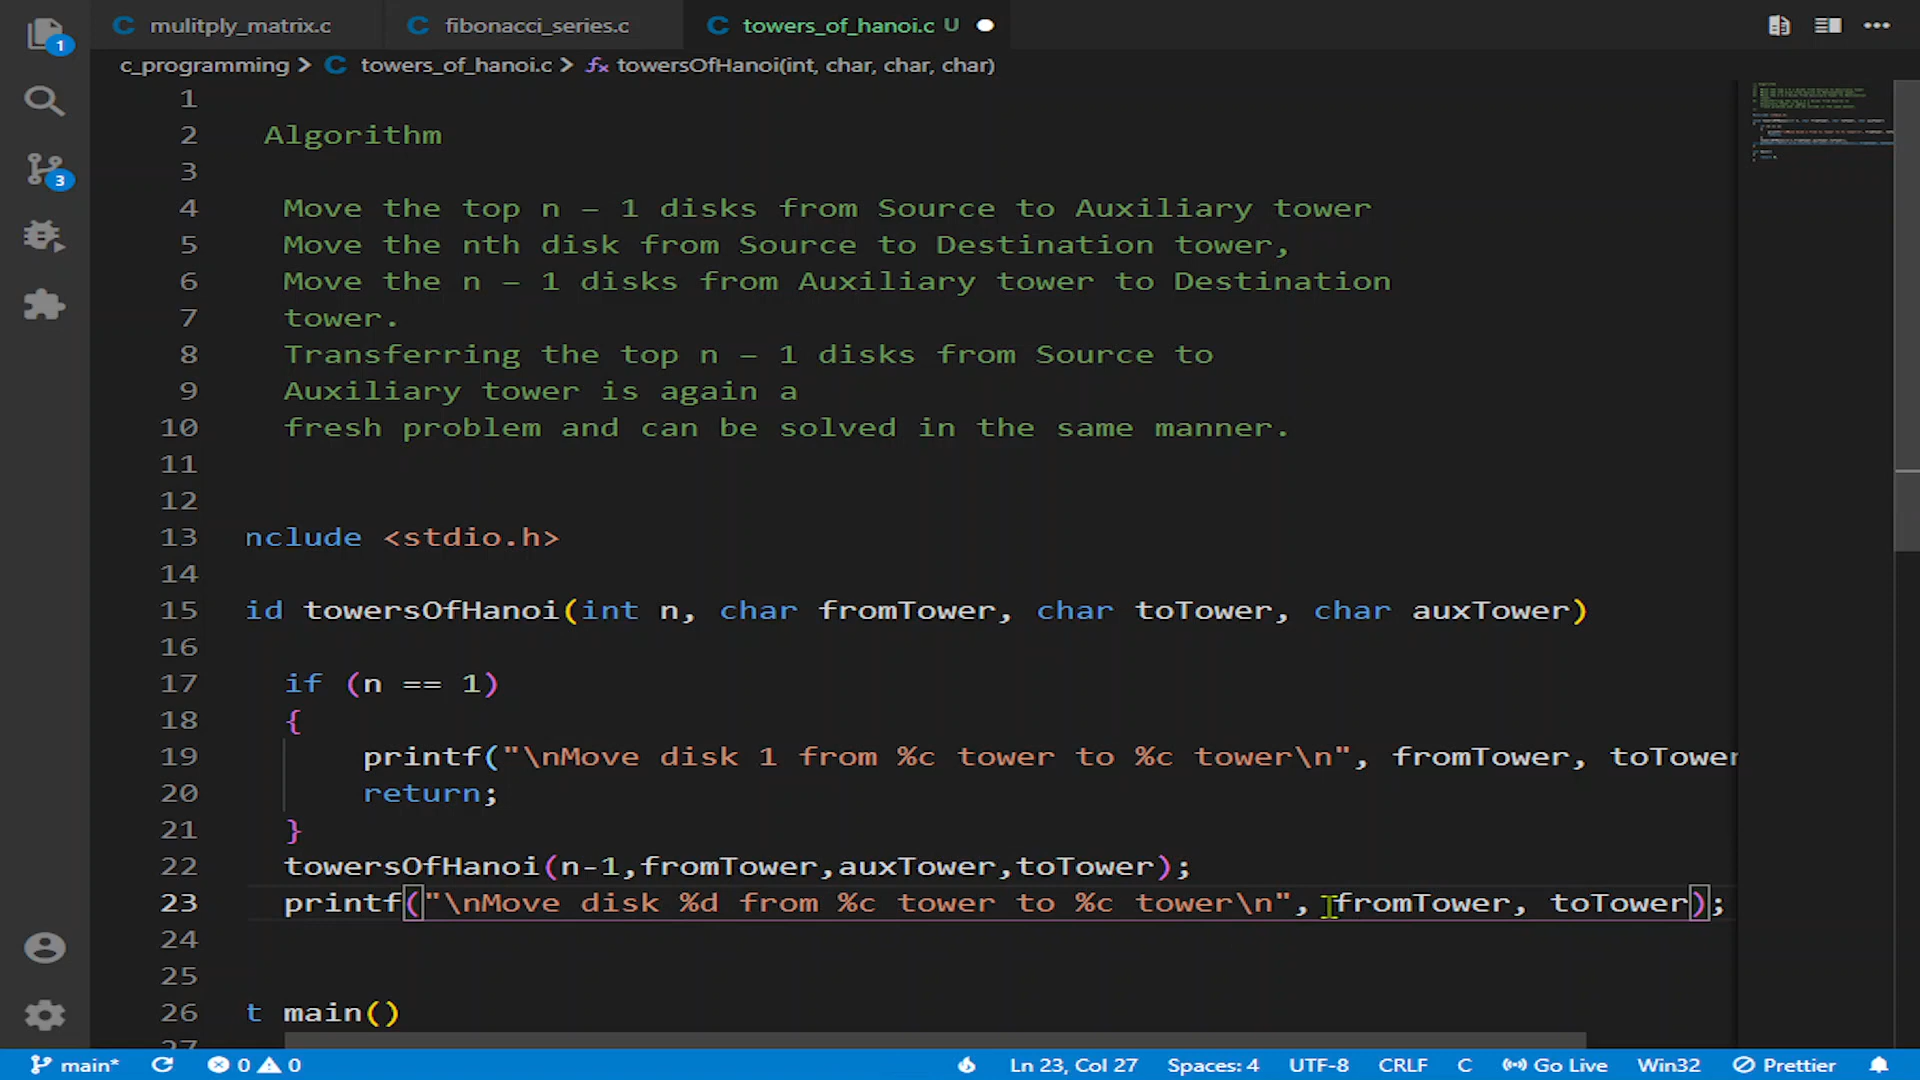 mulitply_matrix.c fibonacci_series.c towers_of_hanoi.c U
c_programming > C towers_of_hanoi.c > towersOfHanoi(int, char, char, char)
1
2 Algorithm
3
4 Move the top n – 1 disks from Source to Auxiliary tower
5 Move the nth disk from Source to Destination tower,
6 Move the n – 1 disks from Auxiliary tower to Destination
7 tower.
8 Transferring the top n – 1 disks from Source to
9 Auxiliary tower is again a
10 fresh problem and can be solved in the same manner.
11
12
13 nclude <stdio.h>
14
15 id towersOfHanoi(int n, char fromTower, char toTower, char auxTower)
16
17 if (n == 1)
18 {
19 printf("\nMove disk 1 from %c tower to %c tower\n", fromTower, toTower
20 return;
21 }
22 towersOfHanoi(n-1,fromTower,auxTower,toTower);
23 printf("\nMove disk %d from %c tower to %c tower\n", fromTower, toTower);
24
25
26 t main()
27
1
3
main* 0 0 Ln 23, Col 27 Spaces: 4 UTF-8 CRLF C Go Live Win32 Prettier